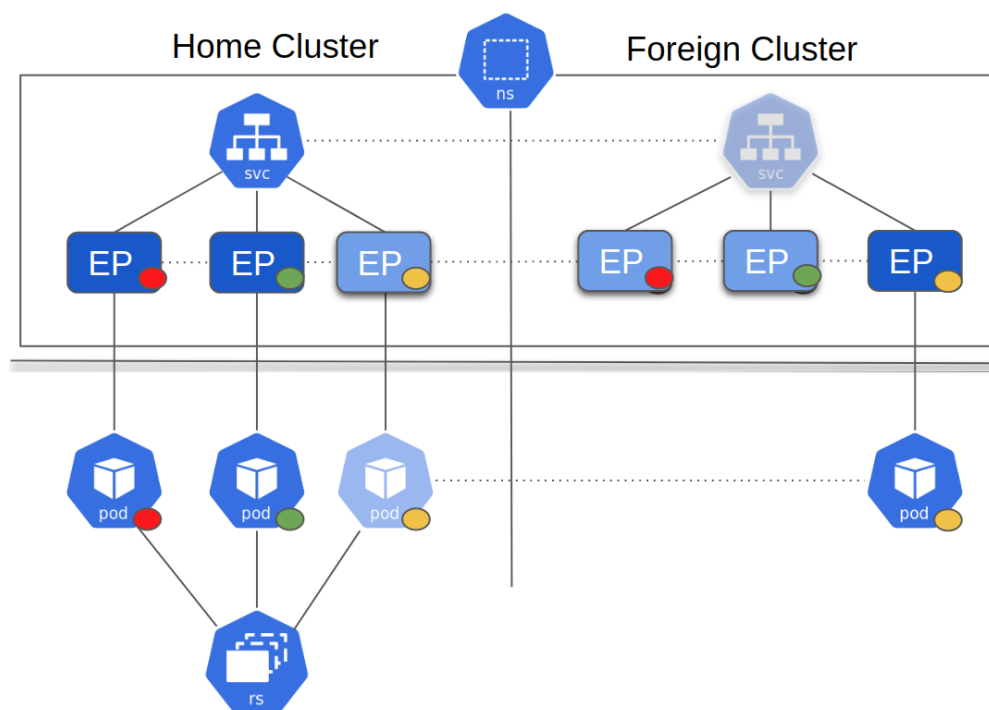 Home Cluster
Foreign Cluster
ns
svc
svc
EP
EP
EP
EP
EP
EP
pod
pod
pod
pod
rs